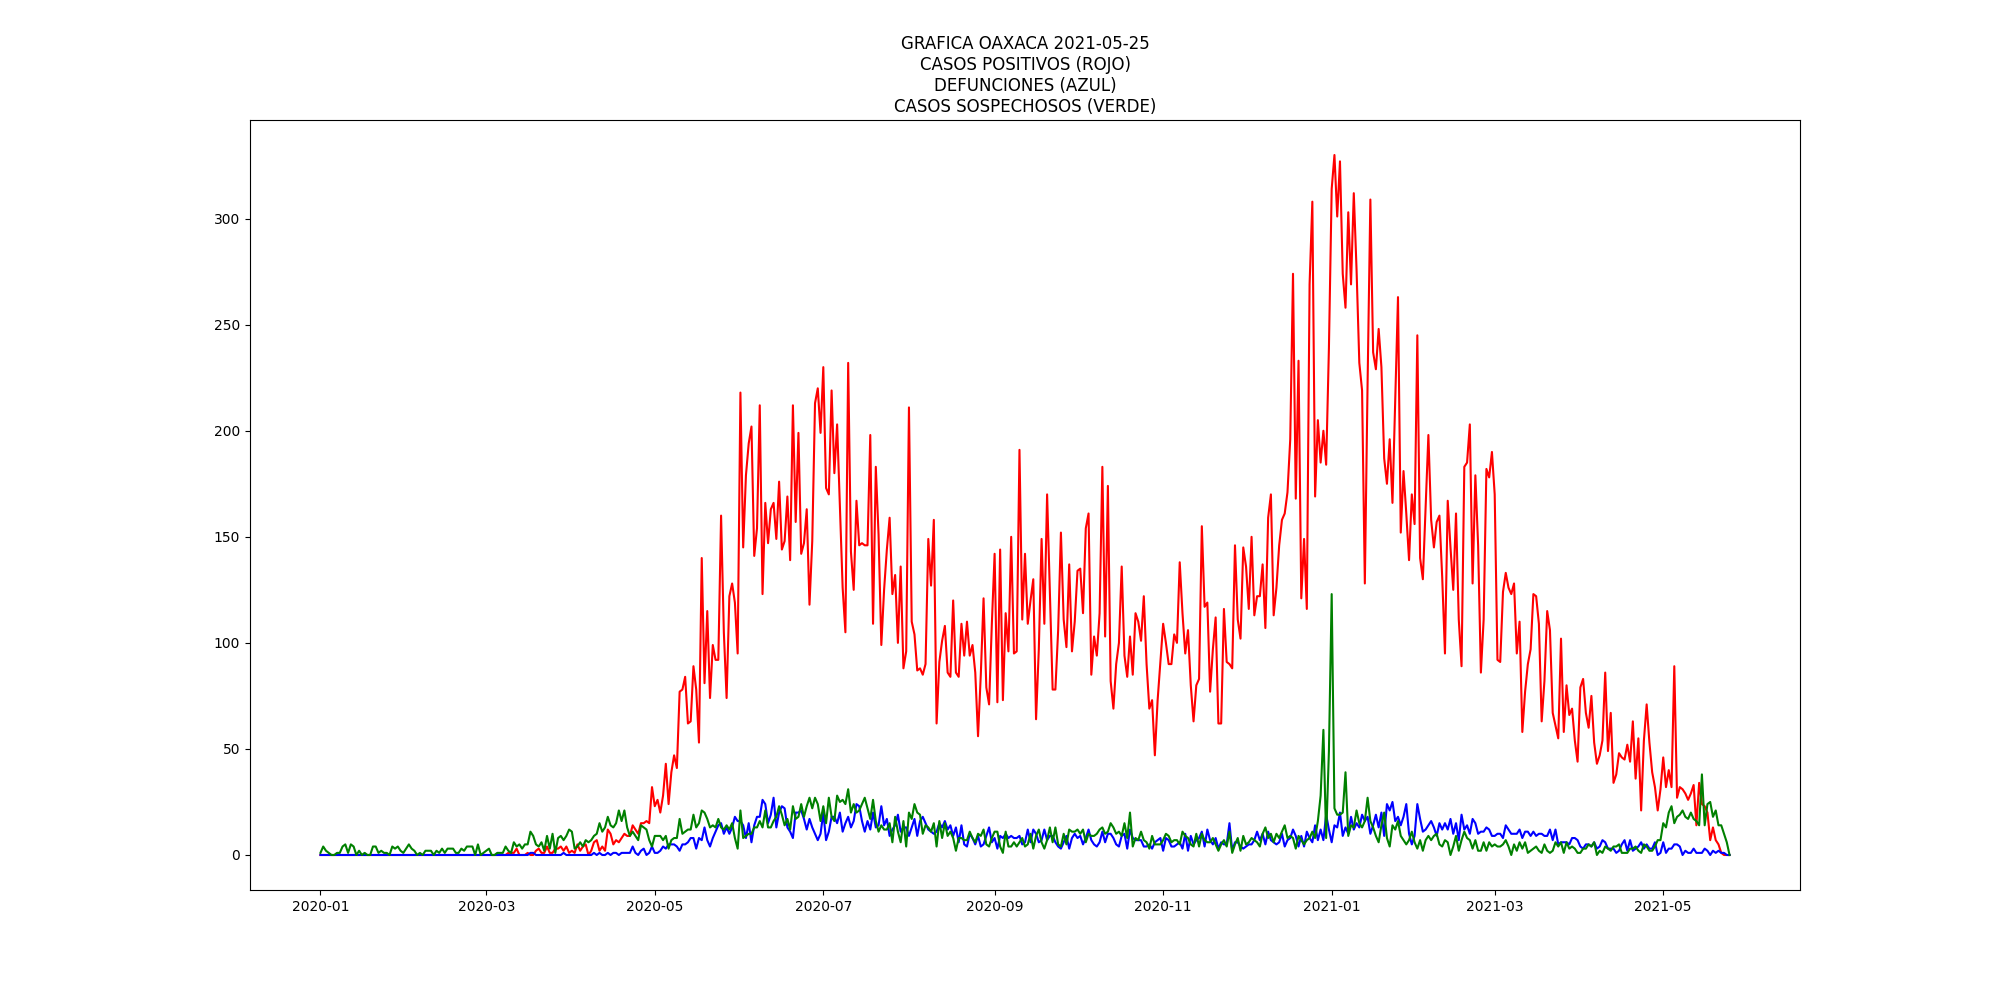 GRAFICA OAXACA 2021-05-25
CASOS POSITIVOS (ROJO)
DEFUNCIONES (AZUL)
CASOS SOSPECHOSOS (VERDE)
300
250
200
150
100
50
0
2020-01 2020-03 2020-05 2020-07 2020-09 2020-11 2021-01 2021-03 2021-05